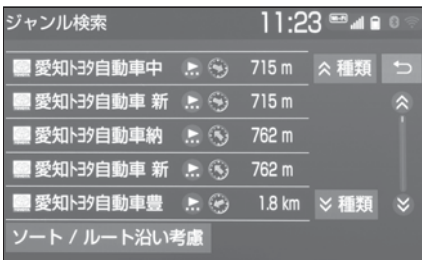 ジャンル検索 11:23
愛知トヨタ自動車中 715 m 種類
愛知トヨタ自動車 新 715 m
愛知トヨタ自動車納 762 m
愛知トヨタ自動車 新 762 m
愛知トヨタ自動車豊 1.8 km 種類
ソート / ルート沿い考慮